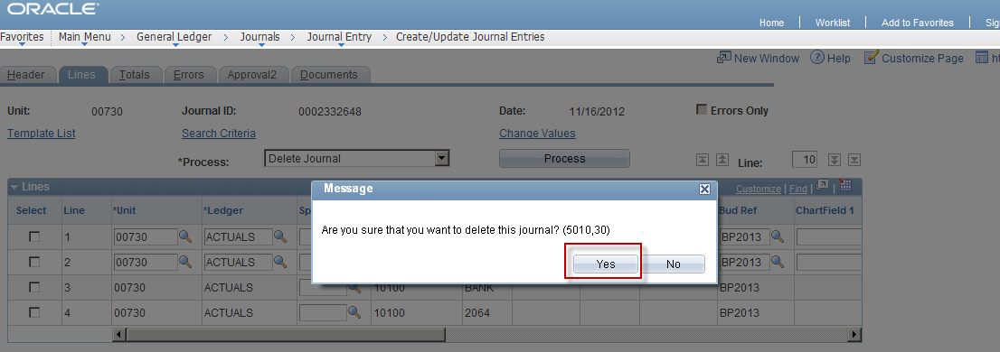 ORACLE
Home Worklist Add to Favorites Sig
Favorites Main Menu > General Ledger > Journals > Journal Entry > Create/Update Journal Entries
New Window Help Customize Page ht
Header Lines Totals Errors Approval2 Documents
Unit: 00730 Journal ID: 0002332648 Date: 11/16/2012 Errors Only
Template List Search Criteria Change Values
*Process: Delete Journal Process Line: 10
Lines Customize | Find |
Select Line *Unit *Ledger Sp Bud Ref ChartField 1
Message
Are you sure that you want to delete this journal? (5010,30)
Yes No
1 00730 ACTUALS BP2013
2 00730 ACTUALS BP2013
3 00730 ACTUALS 10100 BANK BP2013
4 00730 ACTUALS 10100 2064 BP2013